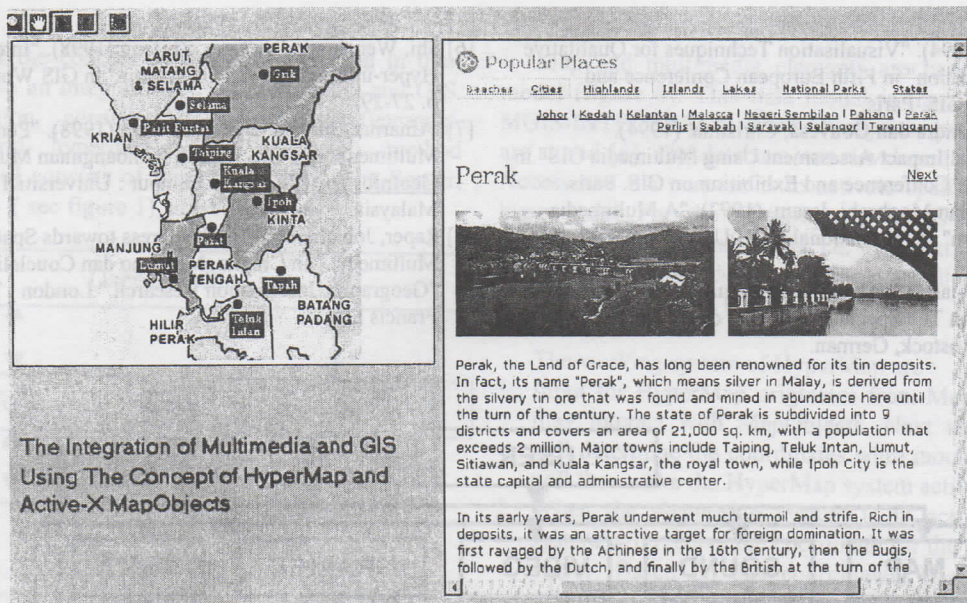 PERAK
LARUT,
MATANG
& SELAMA
Grik
Selama
KERIAN
Taiping
KUALA
KANGSAR
Kuala
Kangsar
Ipoh
KINTA
MANJUNG
Lumut
PERAK
TENGAH
Tapah
BATANG
PADANG
Teluk
Intan
HILIR
PERAK
The Integration of Multimedia and GIS
Using The Concept of HyperMap and
Active-X MapObjects
Popular Places
Beaches Cities Highlands Islands Lakes National Parks States
Johor | Kedah | Kelantan | Melacca | Negeri Sembilan | Pahang | Perak
Perlis | Sabah | Sarawak | Selangor | Terengganu
Perak
Next
Perak, the Land of Grace, has long been renowned for its tin deposits.
In fact, its name "Perak", which means silver in Malay, is derived from
the silvery tin ore that was found and mined in abundance here until
the turn of the century. The state of Perak is subdivided into 9
districts and covers an area of 21,000 sq. km, with a population that
exceeds 2 million. Major towns include Taiping, Teluk Intan, Lumut
Sitiawan, and Kuala Kangsar, the royal town, while Ipoh City is the
state capital and administrative center.
In its early years, Perak underwent much turmoil and strife. Rich in
deposits, it was an attractive target for foreign domination. It was
first ravaged by the Achinese in the 16th Century, then the Bugis,
followed by the Dutch, and finally by the British at the turn of the